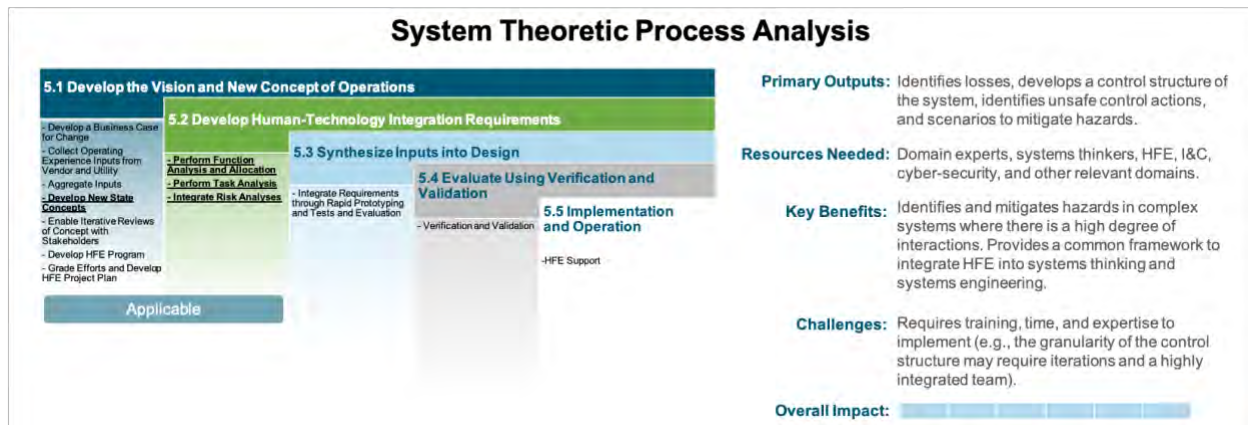 System Theoretic Process Analysis
5.1 Develop the Vision and New Concept of Operations
- Develop a Business Case
for Change
- Collect Operating
Experience Inputs from
Vendor and Utility
- Aggregate Inputs
- Develop New State
Concepts
- Enable Iterative Reviews
of Concept with
Stakeholders
- Develop HFE Program
- Grade Efforts and Develop
HFE Project Plan
5.2 Develop Human-Technology Integration Requirements
- Perform Function
Analysis and Allocation
- Perform Task Analysis
- Integrate Risk Analyses
5.3 Synthesize Inputs into Design
- Integrate Requirements
through Rapid Prototyping
and Tests and Evaluation
5.4 Evaluate Using Verification and
Validation
- Verification and Validation
5.5 Implementation
and Operation
-HFE Support
Applicable
Primary Outputs: Identifies losses, develops a control structure of
the system, identifies unsafe control actions,
and scenarios to mitigate hazards.
Resources Needed: Domain experts, systems thinkers, HFE, I&C,
cyber-security, and other relevant domains.
Key Benefits: Identifies and mitigates hazards in complex
systems where there is a high degree of
interactions. Provides a common framework to
integrate HFE into systems thinking and
systems engineering.
Challenges: Requires training, time, and expertise to
implement (e.g., the granularity of the control
structure may require iterations and a highly
integrated team).
Overall Impact: